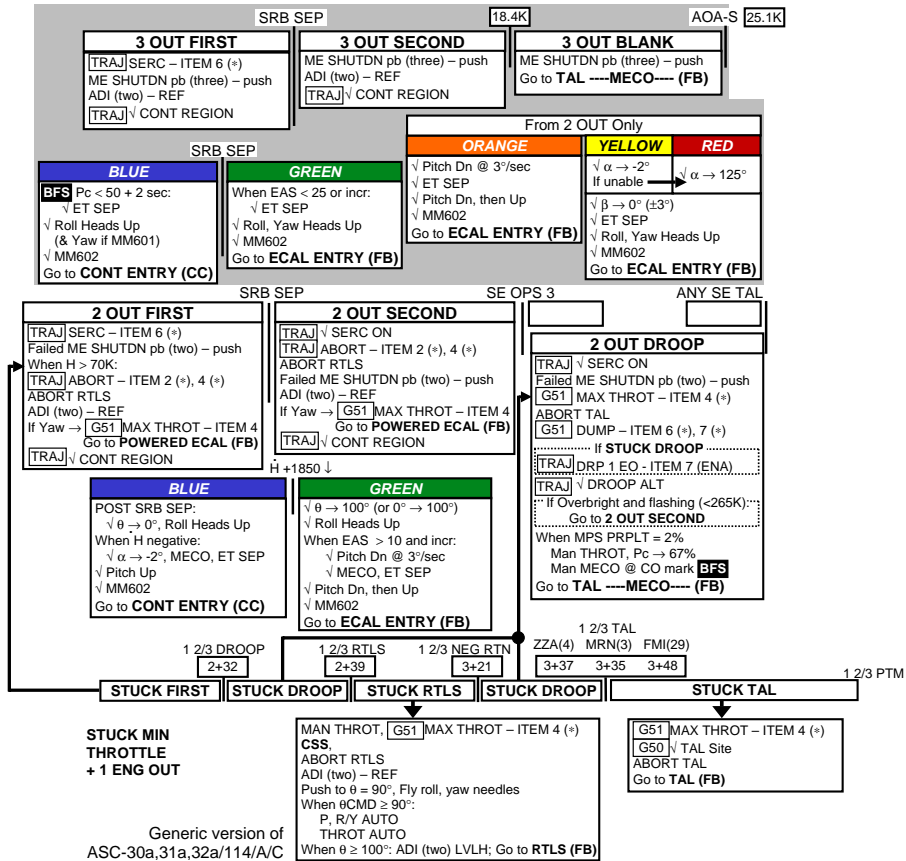 SRB SEP
18.4K
AOA-S 25.1K
3 OUT FIRST
TRAJ SERC – ITEM 6 (*)
ME SHUTDN pb (three) – push
ADI (two) – REF
TRAJ √ CONT REGION
3 OUT SECOND
ME SHUTDN pb (three) – push
ADI (two) – REF
TRAJ √ CONT REGION
3 OUT BLANK
ME SHUTDN pb (three) – push
Go to TAL ----MECO---- (FB)
SRB SEP
From 2 OUT Only
BLUE
BFS Pc < 50 + 2 sec:
√ ET SEP
√ Roll Heads Up
(& Yaw if MM601)
√ MM602
Go to CONT ENTRY (CC)
GREEN
When EAS < 25 or incr:
√ ET SEP
√ Roll, Yaw Heads Up
√ MM602
Go to ECAL ENTRY (FB)
ORANGE
√ Pitch Dn @ 3°/sec
√ ET SEP
√ Pitch Dn, then Up
√ MM602
Go to ECAL ENTRY (FB)
YELLOW RED
√ α → -2°
If unable
√ α → 125°
√ β → 0° (±3°)
√ ET SEP
√ Roll, Yaw Heads Up
√ MM602
Go to ECAL ENTRY (FB)
SRB SEP
SE OPS 3
ANY SE TAL
2 OUT FIRST
TRAJ SERC – ITEM 6 (*)
Failed ME SHUTDN pb (two) – push
When H > 70K:
TRAJ ABORT – ITEM 2 (*), 4 (*)
ABORT RTLS
ADI (two) – REF
If Yaw → G51 MAX THROT – ITEM 4
Go to POWERED ECAL (FB)
TRAJ √ CONT REGION
2 OUT SECOND
TRAJ √ SERC ON
TRAJ ABORT – ITEM 2 (*), 4 (*)
ABORT RTLS
Failed ME SHUTDN pb (two) – push
ADI (two) – REF
If Yaw → G51 MAX THROT – ITEM 4
Go to POWERED ECAL (FB)
TRAJ √ CONT REGION
2 OUT DROOP
TRAJ √ SERC ON
Failed ME SHUTDN pb (two) – push
G51 MAX THROT – ITEM 4 (*)
ABORT TAL
G51 DUMP – ITEM 6 (*), 7 (*)
If STUCK DROOP
TRAJ DRP 1 EO - ITEM 7 (ENA)
TRAJ √ DROOP ALT
If Overbright and flashing (<265K):
Go to 2 OUT SECOND
When MPS PRPLT = 2%
Man THROT, Pc → 67%
Man MECO @ CO mark BFS
Go to TAL ----MECO---- (FB)
Ḣ +1850 ↓
BLUE
POST SRB SEP:
√ θ → 0°, Roll Heads Up
When Ḣ negative:
√ α → -2°, MECO, ET SEP
√ Pitch Up
√ MM602
Go to CONT ENTRY (CC)
GREEN
√ θ → 100° (or 0° → 100°)
√ Roll Heads Up
When EAS > 10 and incr:
√ Pitch Dn @ 3°/sec
√ MECO, ET SEP
√ Pitch Dn, then Up
√ MM602
Go to ECAL ENTRY (FB)
1 2/3 DROOP
2+32
1 2/3 RTLS
2+39
1 2/3 NEG RTN
3+21
1 2/3 TAL
ZZA(4) MRN(3) FMI(29)
3+37 3+35 3+48
1 2/3 PTM
STUCK FIRST STUCK DROOP STUCK RTLS STUCK DROOP STUCK TAL
STUCK MIN
THROTTLE
+ 1 ENG OUT
MAN THROT, G51 MAX THROT – ITEM 4 (*)
CSS,
ABORT RTLS
ADI (two) – REF
Push to θ = 90°, Fly roll, yaw needles
When θCMD ≥ 90°:
P, R/Y AUTO
THROT AUTO
When θ ≥ 100°: ADI (two) LVLH; Go to RTLS (FB)
G51 MAX THROT – ITEM 4 (*)
G50 √ TAL Site
ABORT TAL
Go to TAL (FB)
Generic version of
ASC-30a,31a,32a/114/A/C